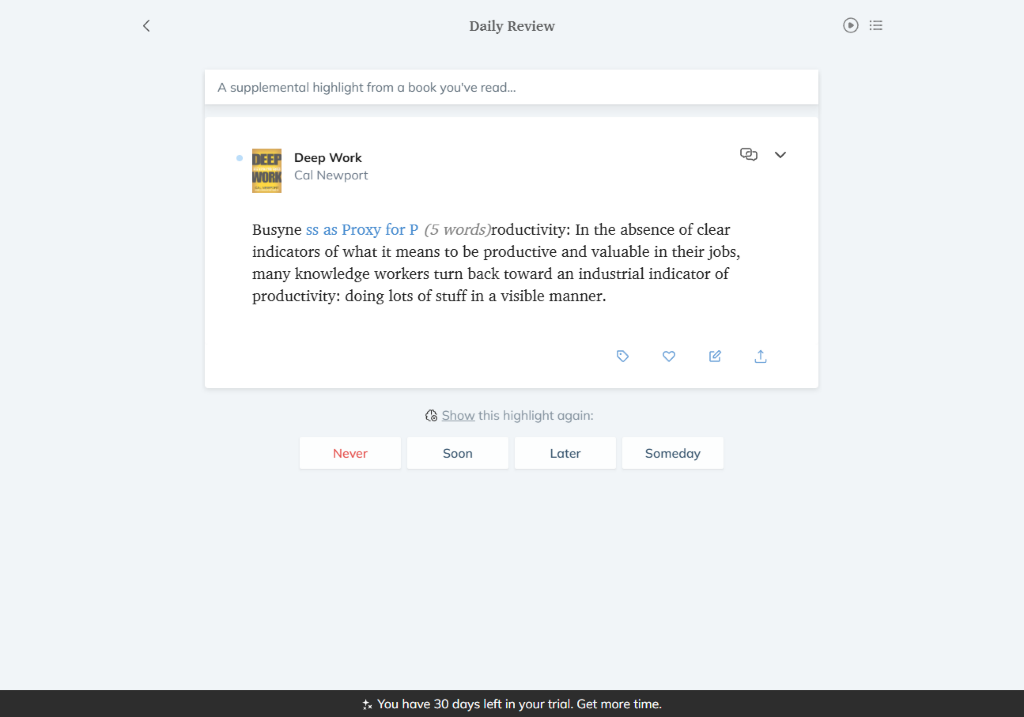 Daily Review
A supplemental highlight from a book you've read...
DEEP
WORK
Deep Work
Cal Newport
Busyne ss as Proxy for P (5 words)roductivity: In the absence of clear
indicators of what it means to be productive and valuable in their jobs,
many knowledge workers turn back toward an industrial indicator of
productivity: doing lots of stuff in a visible manner.
Show this highlight again:
Never Soon Later Someday
You have 30 days left in your trial. Get more time.